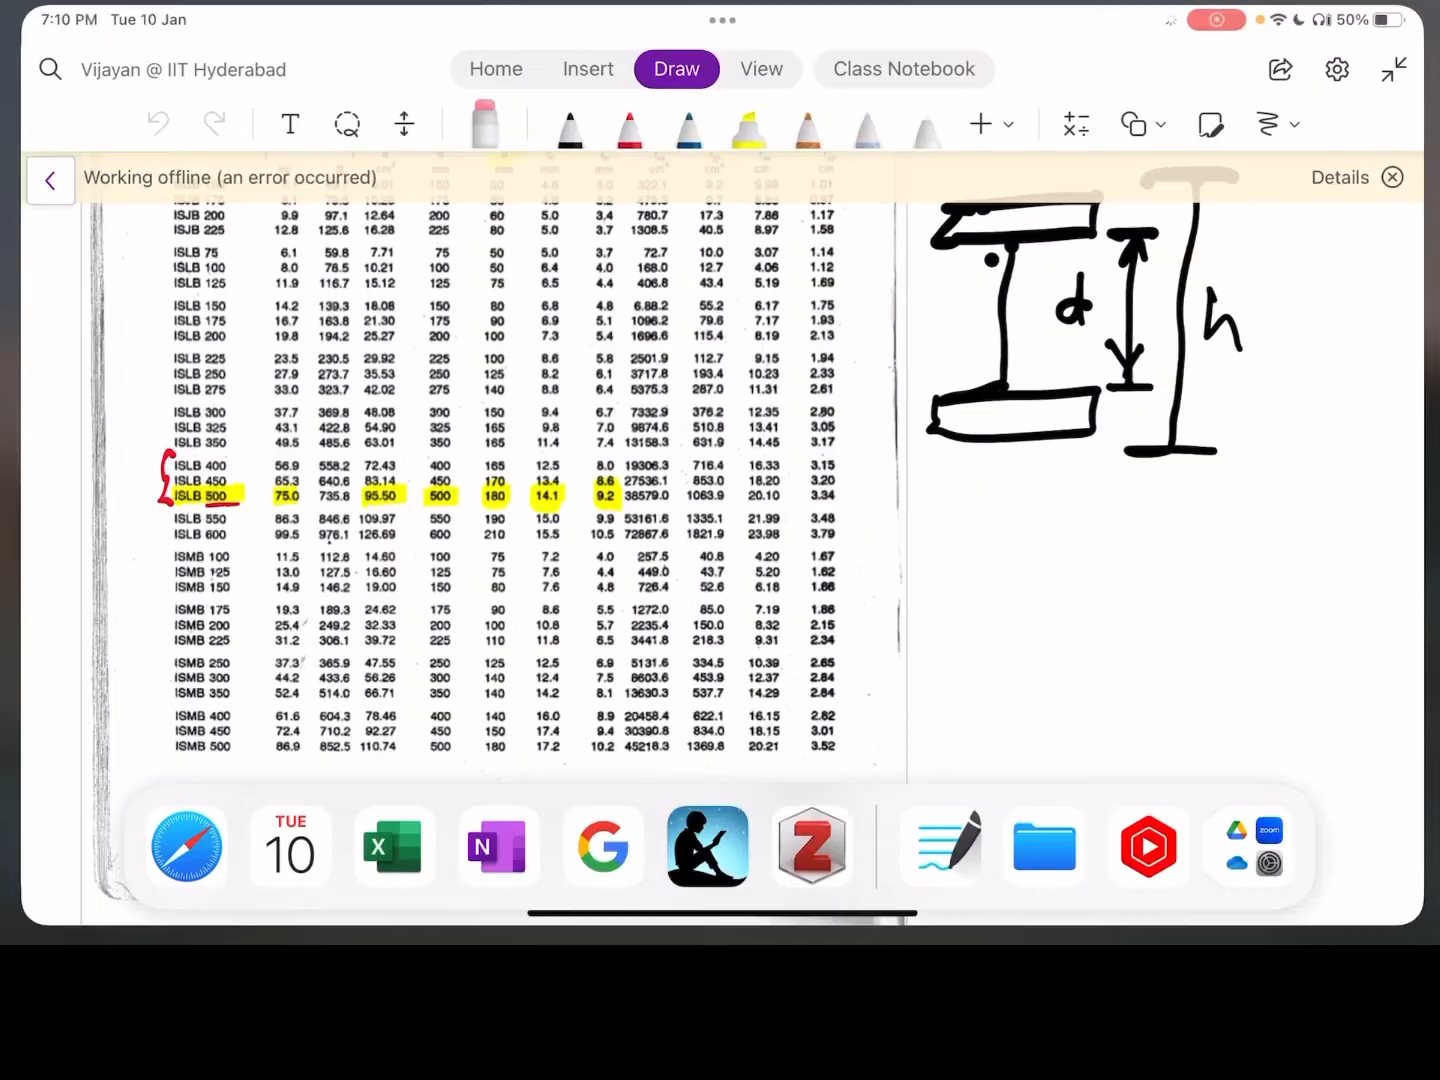 7:10 PM Tue 10 Jan
50%
Vijayan @ IIT Hyderabad
Home Insert Draw View Class Notebook
Working offline (an error occurred)
Details
ISJB 200 9.9 97.1 12.64 200 60 5.0 3.4 780.7 17.3 7.86 1.17
ISJB 225 12.8 125.6 16.28 225 80 5.0 3.7 1308.5 40.5 8.97 1.58
ISLB 75 6.1 59.8 7.71 75 50 5.0 3.7 72.7 10.0 3.07 1.14
ISLB 100 8.0 78.5 10.21 100 50 6.4 4.0 168.0 12.7 4.06 1.12
ISLB 125 11.9 116.7 15.12 125 75 6.5 4.4 406.8 43.4 5.19 1.69
ISLB 150 14.2 139.3 18.08 150 80 6.8 4.8 6.88.2 55.2 6.17 1.75
ISLB 175 16.7 163.8 21.30 175 90 6.9 5.1 1096.2 79.6 7.17 1.93
ISLB 200 19.8 194.2 25.27 200 100 7.3 5.4 1696.6 115.4 8.19 2.13
ISLB 225 23.5 230.5 29.92 225 100 8.6 5.8 2501.9 112.7 9.15 1.94
ISLB 250 27.9 273.7 35.53 250 125 8.2 6.1 3717.8 193.4 10.23 2.33
ISLB 275 33.0 323.7 42.02 275 140 8.8 6.4 5375.3 287.0 11.31 2.61
ISLB 300 37.7 369.8 48.08 300 150 9.4 6.7 7332.9 376.2 12.35 2.80
ISLB 325 43.1 422.8 54.90 325 165 9.8 7.0 9874.6 510.8 13.41 3.05
ISLB 350 49.5 485.6 63.01 350 165 11.4 7.4 13158.3 631.9 14.45 3.17
ISLB 400 56.9 558.2 72.43 400 165 12.5 8.0 19306.3 716.4 16.33 3.15
ISLB 450 65.3 640.6 83.14 450 170 13.4 8.6 27536.1 853.0 18.20 3.20
ISLB 500 75.0 735.8 95.50 500 180 14.1 9.2 38579.0 1063.9 20.10 3.34
ISLB 550 86.3 846.6 109.97 550 190 15.0 9.9 53161.6 1335.1 21.99 3.48
ISLB 600 99.5 976.1 126.69 600 210 15.5 10.5 72867.6 1821.9 23.98 3.79
ISMB 100 11.5 112.8 14.60 100 75 7.2 4.0 257.5 40.8 4.20 1.67
ISMB 125 13.0 127.5 16.60 125 75 7.6 4.4 449.0 43.7 5.20 1.62
ISMB 150 14.9 146.2 19.00 150 80 7.6 4.8 726.4 52.6 6.18 1.66
ISMB 175 19.3 189.3 24.62 175 90 8.6 5.5 1272.0 85.0 7.19 1.86
ISMB 200 25.4 249.2 32.33 200 100 10.8 5.7 2235.4 150.0 8.32 2.15
ISMB 225 31.2 306.1 39.72 225 110 11.8 6.5 3441.8 218.3 9.31 2.34
ISMB 250 37.3 365.9 47.55 250 125 12.5 6.9 5131.6 334.5 10.39 2.65
ISMB 300 44.2 433.6 56.26 300 140 12.4 7.5 8603.6 453.9 12.37 2.84
ISMB 350 52.4 514.0 66.71 350 140 14.2 8.1 13630.3 537.7 14.29 2.84
ISMB 400 61.6 604.3 78.46 400 140 16.0 8.9 20458.4 622.1 16.15 2.82
ISMB 450 72.4 710.2 92.27 450 150 17.4 9.4 30390.8 834.0 18.15 3.01
ISMB 500 86.9 852.5 110.74 500 180 17.2 10.2 45218.3 1369.8 20.21 3.52
d
h
TUE
10
zoom